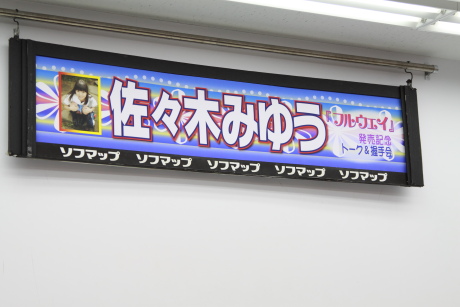 佐々木みゆう
『フルウェイ』
発売記念
トーク&握手会
ソフマップ ソフマップ ソフマップ ソフマップ ソフマップ